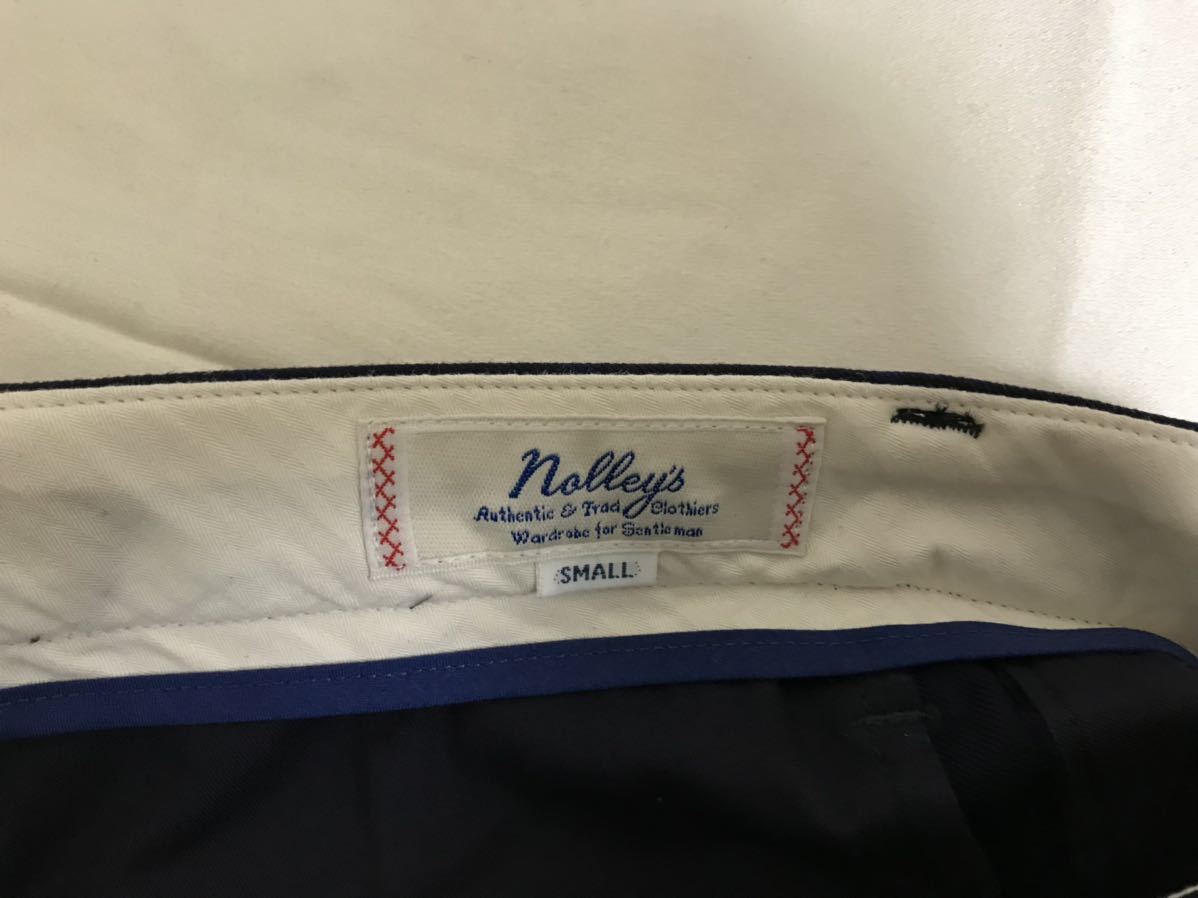 Nolley's
Authentic & Trad Clothiers
Wardrobe for Gentleman
SMALL